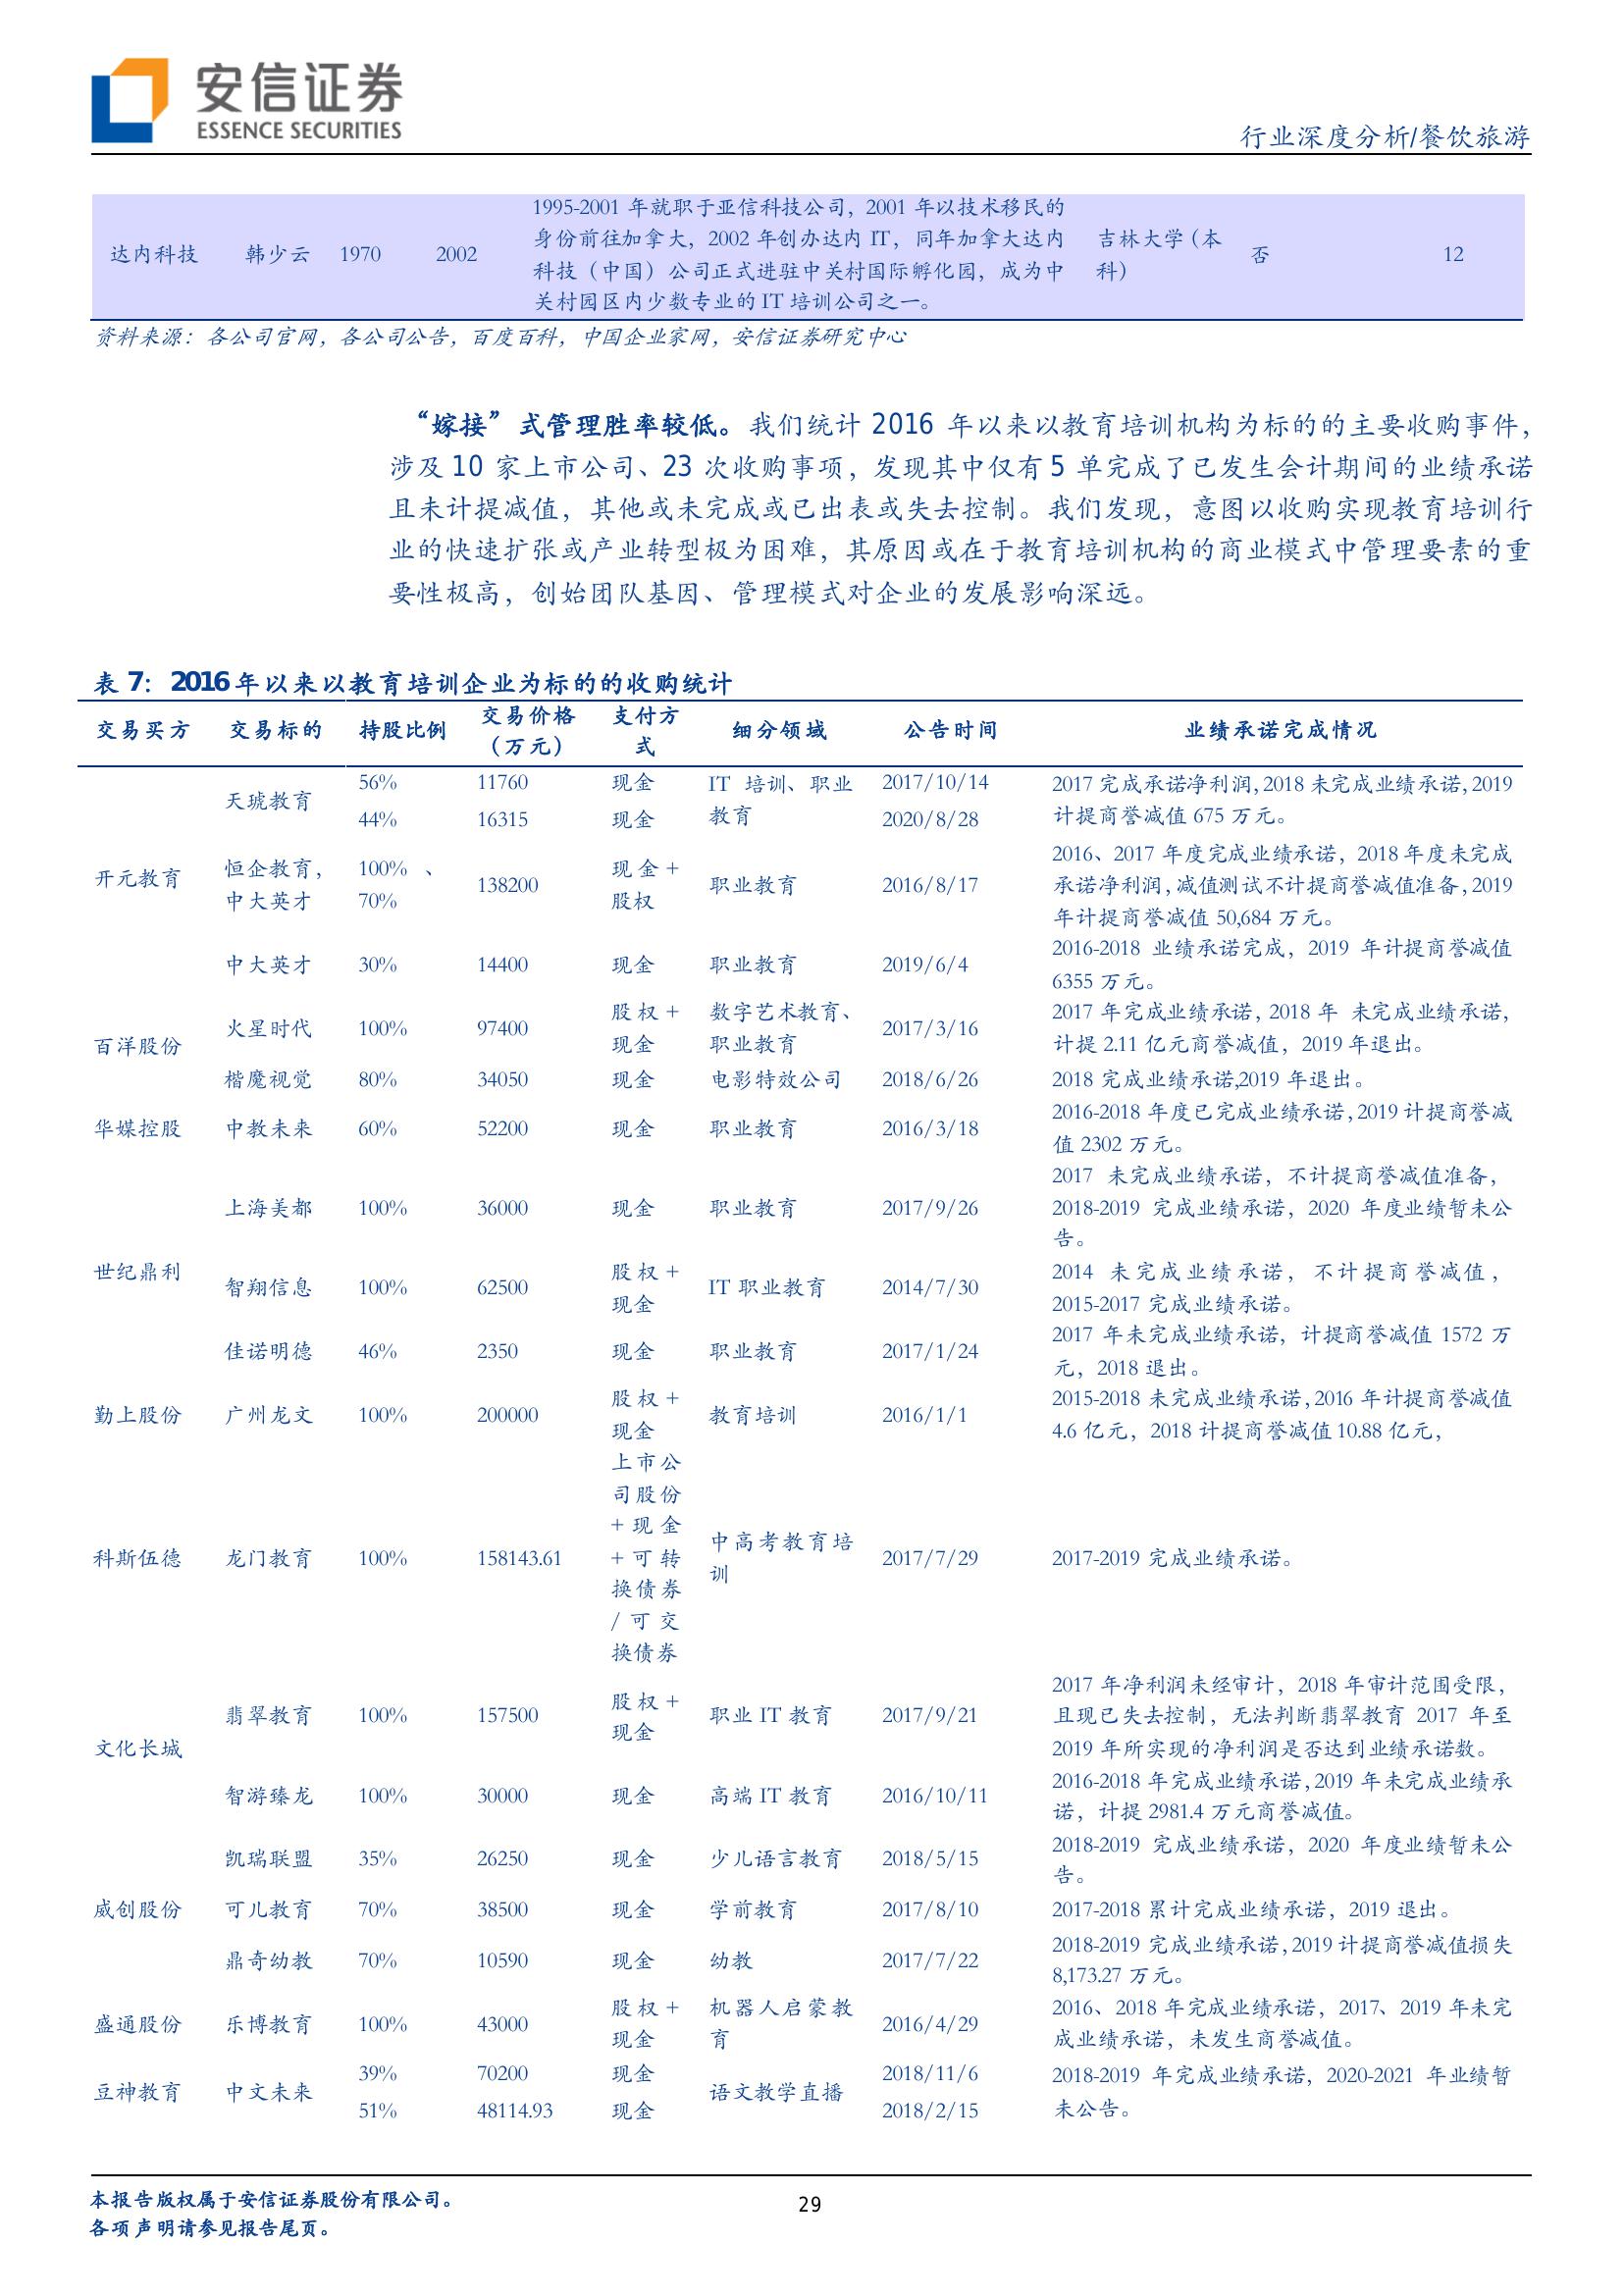 安信证券
ESSENCE SECURITIES
行业深度分析/餐饮旅游
1995-2001 年就职于亚信科技公司，2001 年以技术移民的
达内科技 韩少云 1970 2002 身份前往加拿大，2002 年创办达内 IT，同年加拿大达内 吉林大学（本 否 12
科技（中国）公司正式进驻中关村国际孵化园，成为中 科）
关村园区内少数专业的 IT 培训公司之一。
资料来源：各公司官网，各公司公告，百度百科，中国企业家网，安信证券研究中心
“嫁接”式管理胜率较低。我们统计 2016 年以来以教育培训机构为标的的主要收购事件，
涉及 10 家上市公司、23 次收购事项，发现其中仅有 5 单完成了已发生会计期间的业绩承诺
且未计提减值，其他或未完成或已出表或失去控制。我们发现，意图以收购实现教育培训行
业的快速扩张或产业转型极为困难，其原因或在于教育培训机构的商业模式中管理要素的重
要性极高，创始团队基因、管理模式对企业的发展影响深远。
表 7：2016 年以来以教育培训企业为标的的收购统计
交易买方 交易标的 持股比例 交易价格 支付方 细分领域 公告时间 业绩承诺完成情况
（万元） 式
开元教育
天琥教育 56% 11760 现金 IT 培训、职业 2017/10/14 2017 完成承诺净利润，2018 未完成业绩承诺，2019
44% 16315 现金 教育 2020/8/28 计提商誉减值 675 万元。
2016、2017 年度完成业绩承诺，2018 年度未完成
恒企教育， 100% 、 138200 现金+ 职业教育 2016/8/17 承诺净利润，减值测试不计提商誉减值准备，2019
中大英才 70% 股权 年计提商誉减值 50,684 万元。
中大英才 30% 14400 现金 职业教育 2019/6/4 2016-2018 业绩承诺完成，2019 年计提商誉减值
6355 万元。
百洋股份
火星时代 100% 97400 股权+ 数字艺术教育、 2017/3/16 2017 年完成业绩承诺，2018 年 未完成业绩承诺，
现金 职业教育 计提 2.11 亿元商誉减值，2019 年退出。
楷魔视觉 80% 34050 现金 电影特效公司 2018/6/26 2018 完成业绩承诺,2019 年退出。
华媒控股 中教未来 60% 52200 现金 职业教育 2016/3/18 2016-2018 年度已完成业绩承诺，2019 计提商誉减
值 2302 万元。
世纪鼎利
2017 未完成业绩承诺，不计提商誉减值准备，
上海美都 100% 36000 现金 职业教育 2017/9/26 2018-2019 完成业绩承诺，2020 年度业绩暂未公
告。
智翔信息 100% 62500 股权+ IT 职业教育 2014/7/30 2014 未完成业绩承诺，不计提商誉减值，
现金 2015-2017 完成业绩承诺。
佳诺明德 46% 2350 现金 职业教育 2017/1/24 2017 年未完成业绩承诺，计提商誉减值 1572 万
元，2018 退出。
勤上股份 广州龙文 100% 200000 股权+ 教育培训 2016/1/1 2015-2018 未完成业绩承诺，2016 年计提商誉减值
现金 4.6 亿元，2018 计提商誉减值 10.88 亿元，
上市公
司股份
+现金 中高考教育培
科斯伍德 龙门教育 100% 158143.61 +可转 训 2017/7/29 2017-2019 完成业绩承诺。
换债券
/可交
换债券
文化长城
2017 年净利润未经审计，2018 年审计范围受限，
翡翠教育 100% 157500 股权+ 职业 IT 教育 2017/9/21 且现已失去控制，无法判断翡翠教育 2017 年至
现金 2019 年所实现的净利润是否达到业绩承诺数。
智游臻龙 100% 30000 现金 高端 IT 教育 2016/10/11 2016-2018 年完成业绩承诺，2019 年未完成业绩承
诺，计提 2981.4 万元商誉减值。
威创股份
凯瑞联盟 35% 26250 现金 少儿语言教育 2018/5/15 2018-2019 完成业绩承诺，2020 年度业绩暂未公
告。
可儿教育 70% 38500 现金 学前教育 2017/8/10 2017-2018 累计完成业绩承诺，2019 退出。
鼎奇幼教 70% 10590 现金 幼教 2017/7/22 2018-2019 完成业绩承诺，2019 计提商誉减值损失
8,173.27 万元。
盛通股份 乐博教育 100% 43000 股权+ 机器人启蒙教 2016/4/29 2016、2018 年完成业绩承诺，2017、2019 年未完
现金 育 成业绩承诺，未发生商誉减值。
豆神教育 中文未来 39% 70200 现金 语文教学直播 2018/11/6 2018-2019 年完成业绩承诺，2020-2021 年业绩暂
51% 48114.93 现金 2018/2/15 未公告。
本报告版权属于安信证券股份有限公司。
29
各项声明请参见报告尾页。